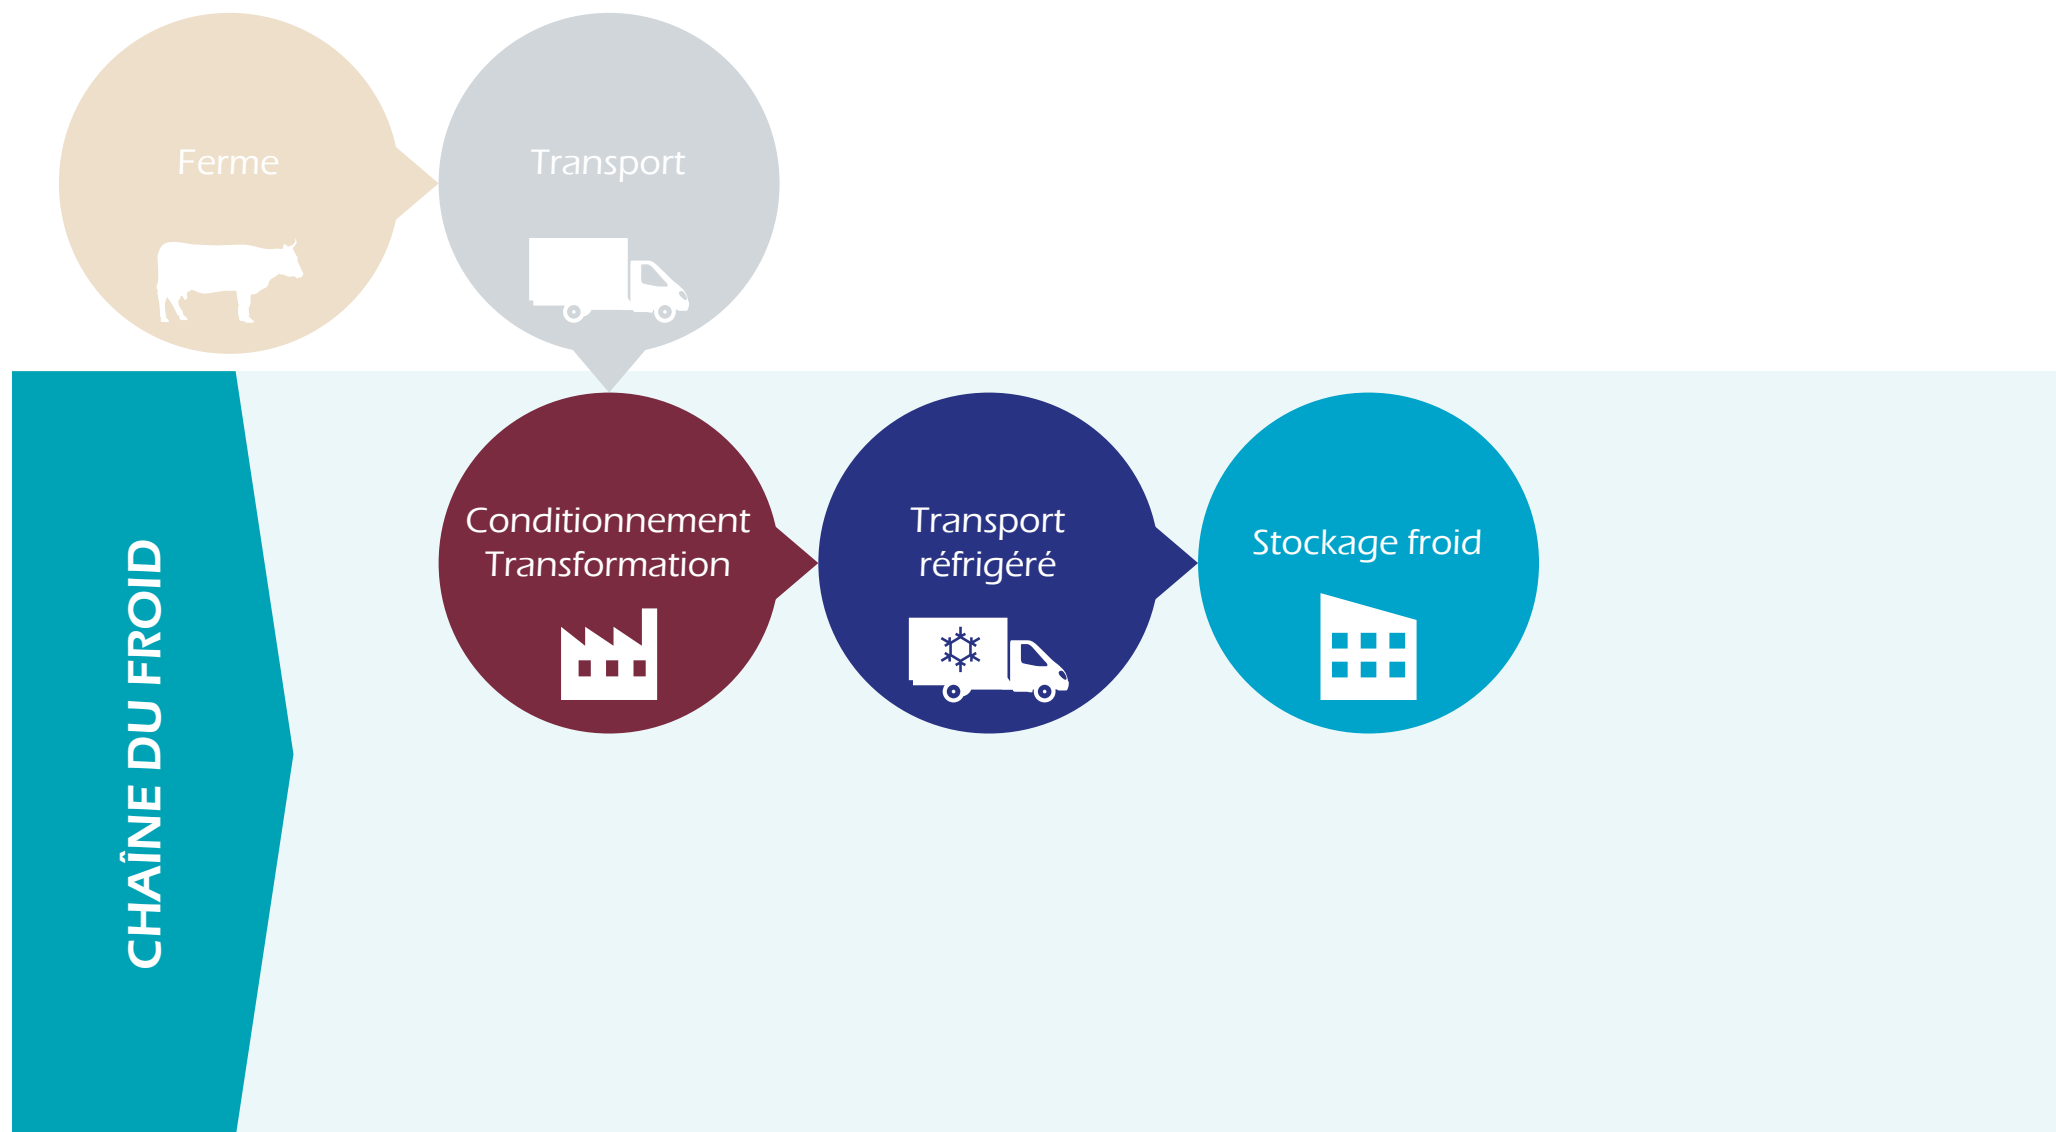 Ferme
Transport
CHAÎNE DU FROID
Conditionnement
Transformation
Transport
réfrigéré
Stockage froid